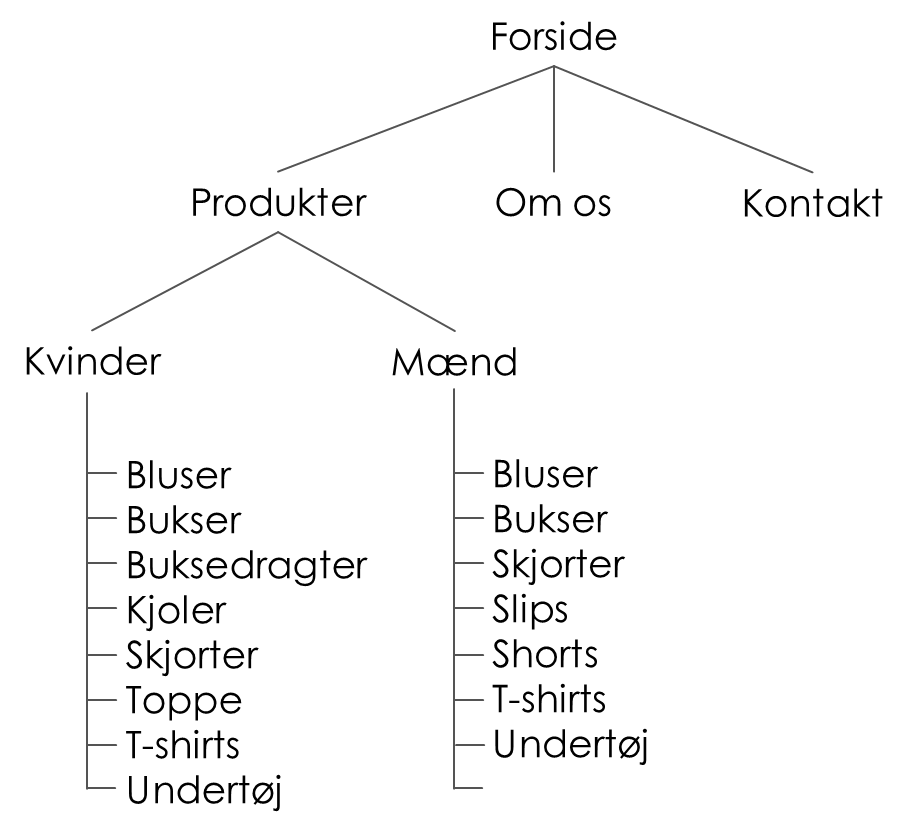 Forside
Produkter
Om os
Kontakt
Kvinder
Mænd
Bluser
Bukser
Buksedragter
Kjoler
Skjorter
Toppe
T-shirts
Undertøj
Bluser
Bukser
Skjorter
Slips
Shorts
T-shirts
Undertøj